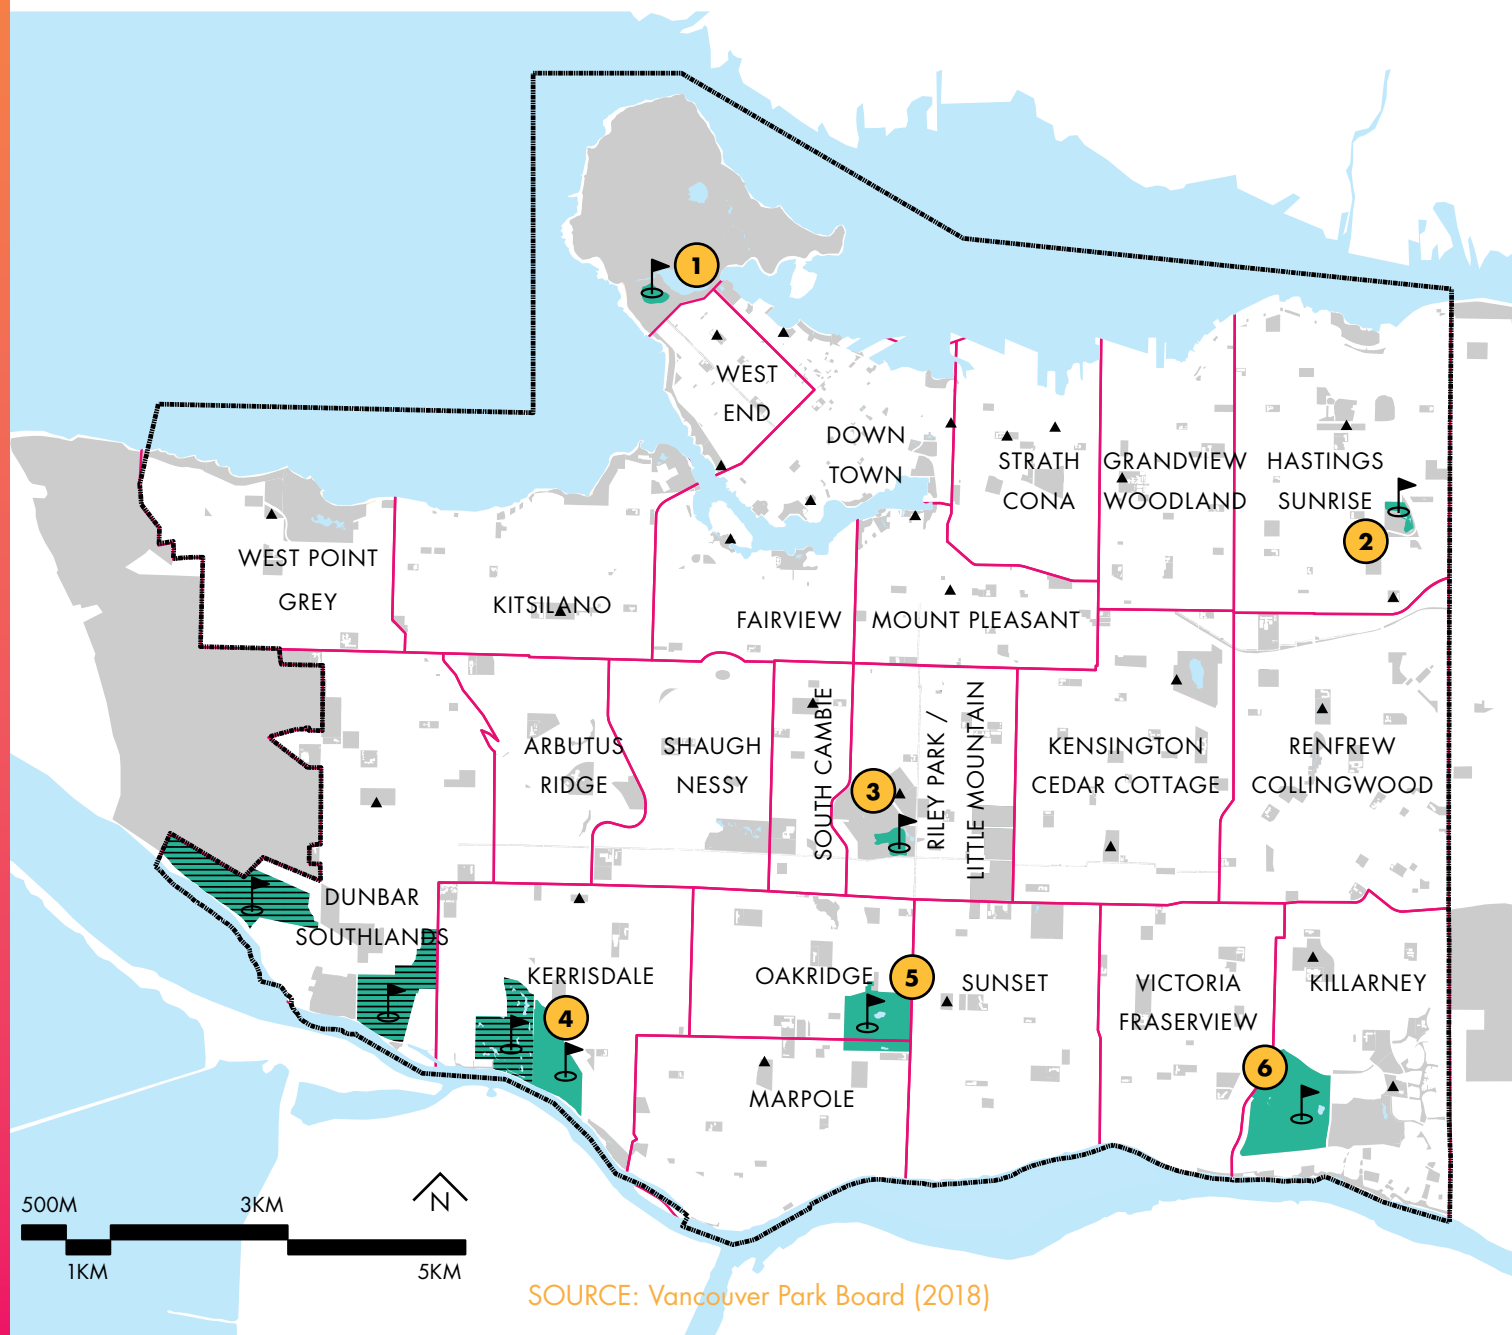 1
WEST
END
DOWN
TOWN
STRATH
CONA
GRANDVIEW
WOODLAND
HASTINGS
SUNRISE
2
WEST POINT
GREY
KITSILANO
FAIRVIEW
MOUNT PLEASANT
ARBUTUS
RIDGE
SHAUGH
NESSY
SOUTH CAMBIE
3
RILEY PARK /
LITTLE MOUNTAIN
KENSINGTON
CEDAR COTTAGE
RENFREW
COLLINGWOOD
DUNBAR
SOUTHLANDS
KERRISDALE
4
OAKRIDGE
5
SUNSET
VICTORIA
FRASERVIEW
KILLARNEY
6
MARPOLE
500M
3KM
N
1KM
5KM
SOURCE: Vancouver Park Board (2018)